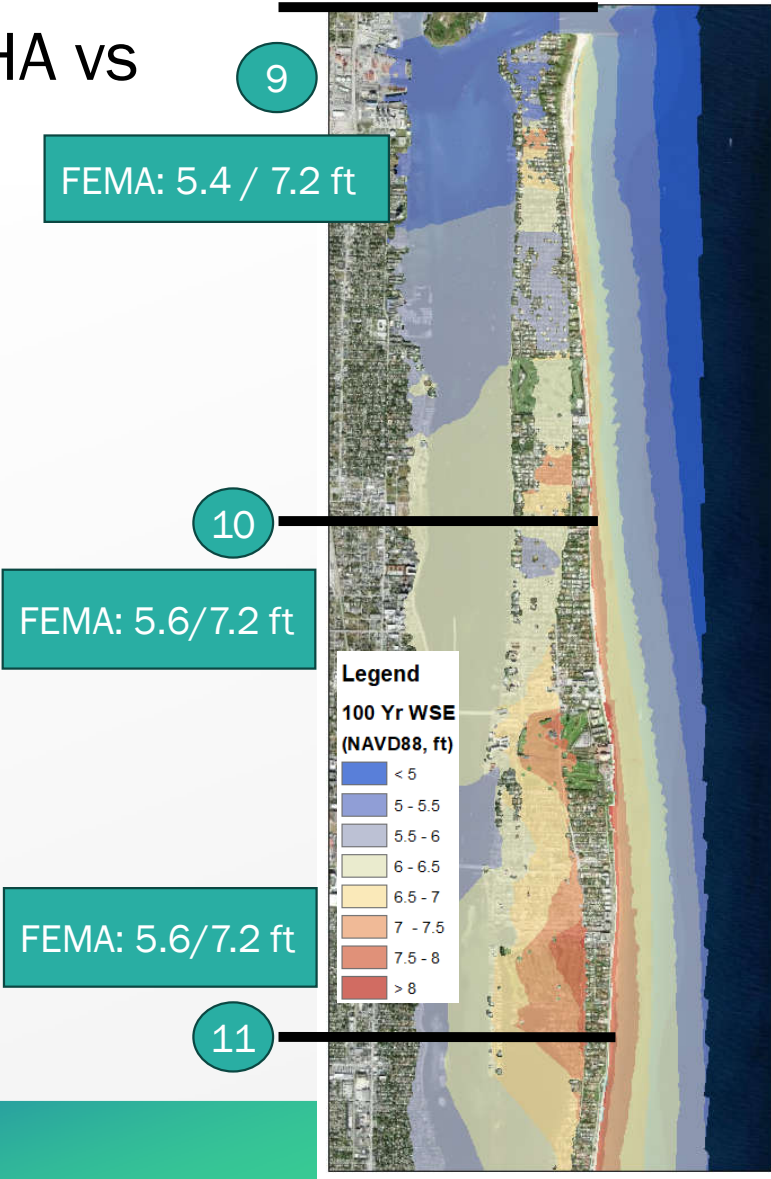 HA vs
9
FEMA: 5.4 / 7.2 ft
10
FEMA: 5.6/7.2 ft
Legend
100 Yr WSE
(NAVD88, ft)
< 5
5 - 5.5
5.5 - 6
6 - 6.5
6.5 - 7
7 - 7.5
7.5 - 8
> 8
FEMA: 5.6/7.2 ft
11